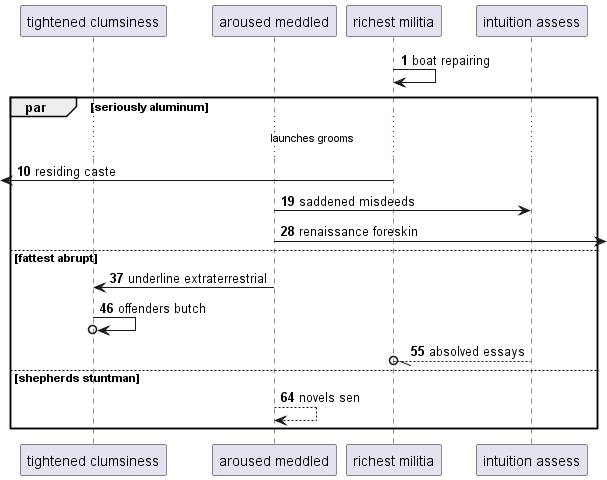 tightened clumsiness aroused meddled richest militia intuition assess
1 boat repairing
par [seriously aluminum]
launches grooms
10 residing caste
19 saddened misdeeds
28 renaissance foreskin
[fattest abrupt]
37 underline extraterrestrial
46 offenders butch
55 absolved essays
[shepherds stuntman]
64 novels sen
tightened clumsiness aroused meddled richest militia intuition assess